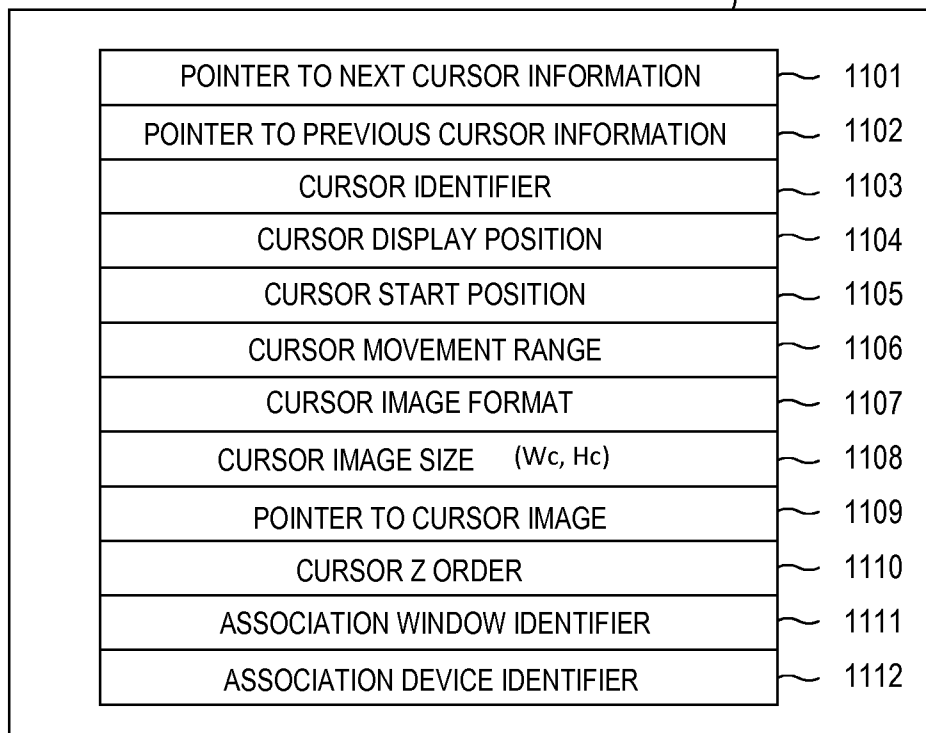 POINTER TO NEXT CURSOR INFORMATION 1101
POINTER TO PREVIOUS CURSOR INFORMATION 1102
CURSOR IDENTIFIER 1103
CURSOR DISPLAY POSITION 1104
CURSOR START POSITION 1105
CURSOR MOVEMENT RANGE 1106
CURSOR IMAGE FORMAT 1107
CURSOR IMAGE SIZE (Wc, Hc) 1108
POINTER TO CURSOR IMAGE 1109
CURSOR Z ORDER 1110
ASSOCIATION WINDOW IDENTIFIER 1111
ASSOCIATION DEVICE IDENTIFIER 1112